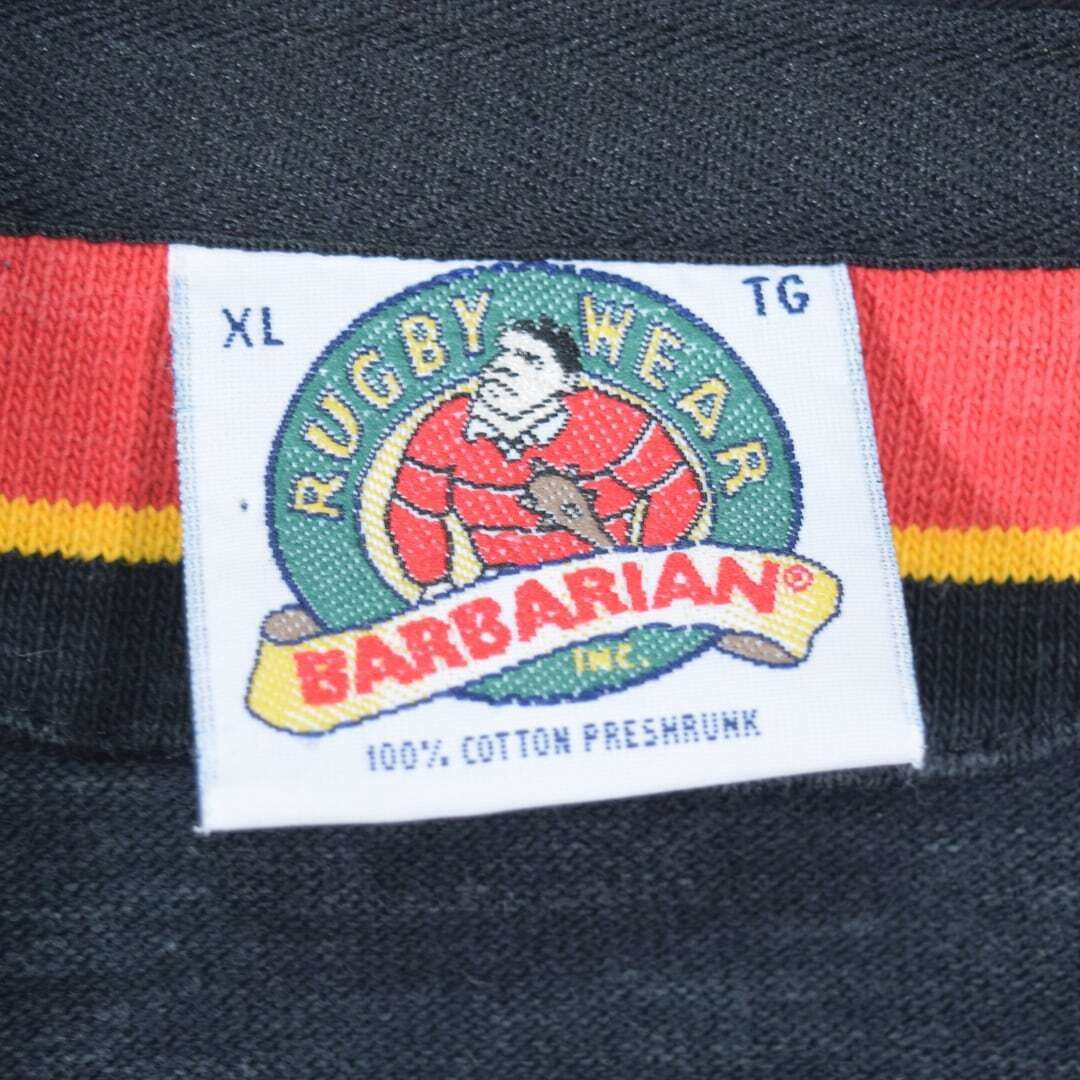 XL
TG
RUGBY WEAR
BARBARIAN®
INC.
100% COTTON PRESHRUNK